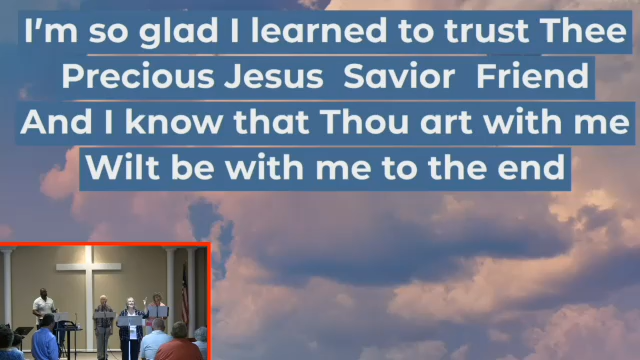 I'm so glad I learned to trust Thee
Precious Jesus Savior Friend
And I know that Thou art with me
Wilt be with me to the end